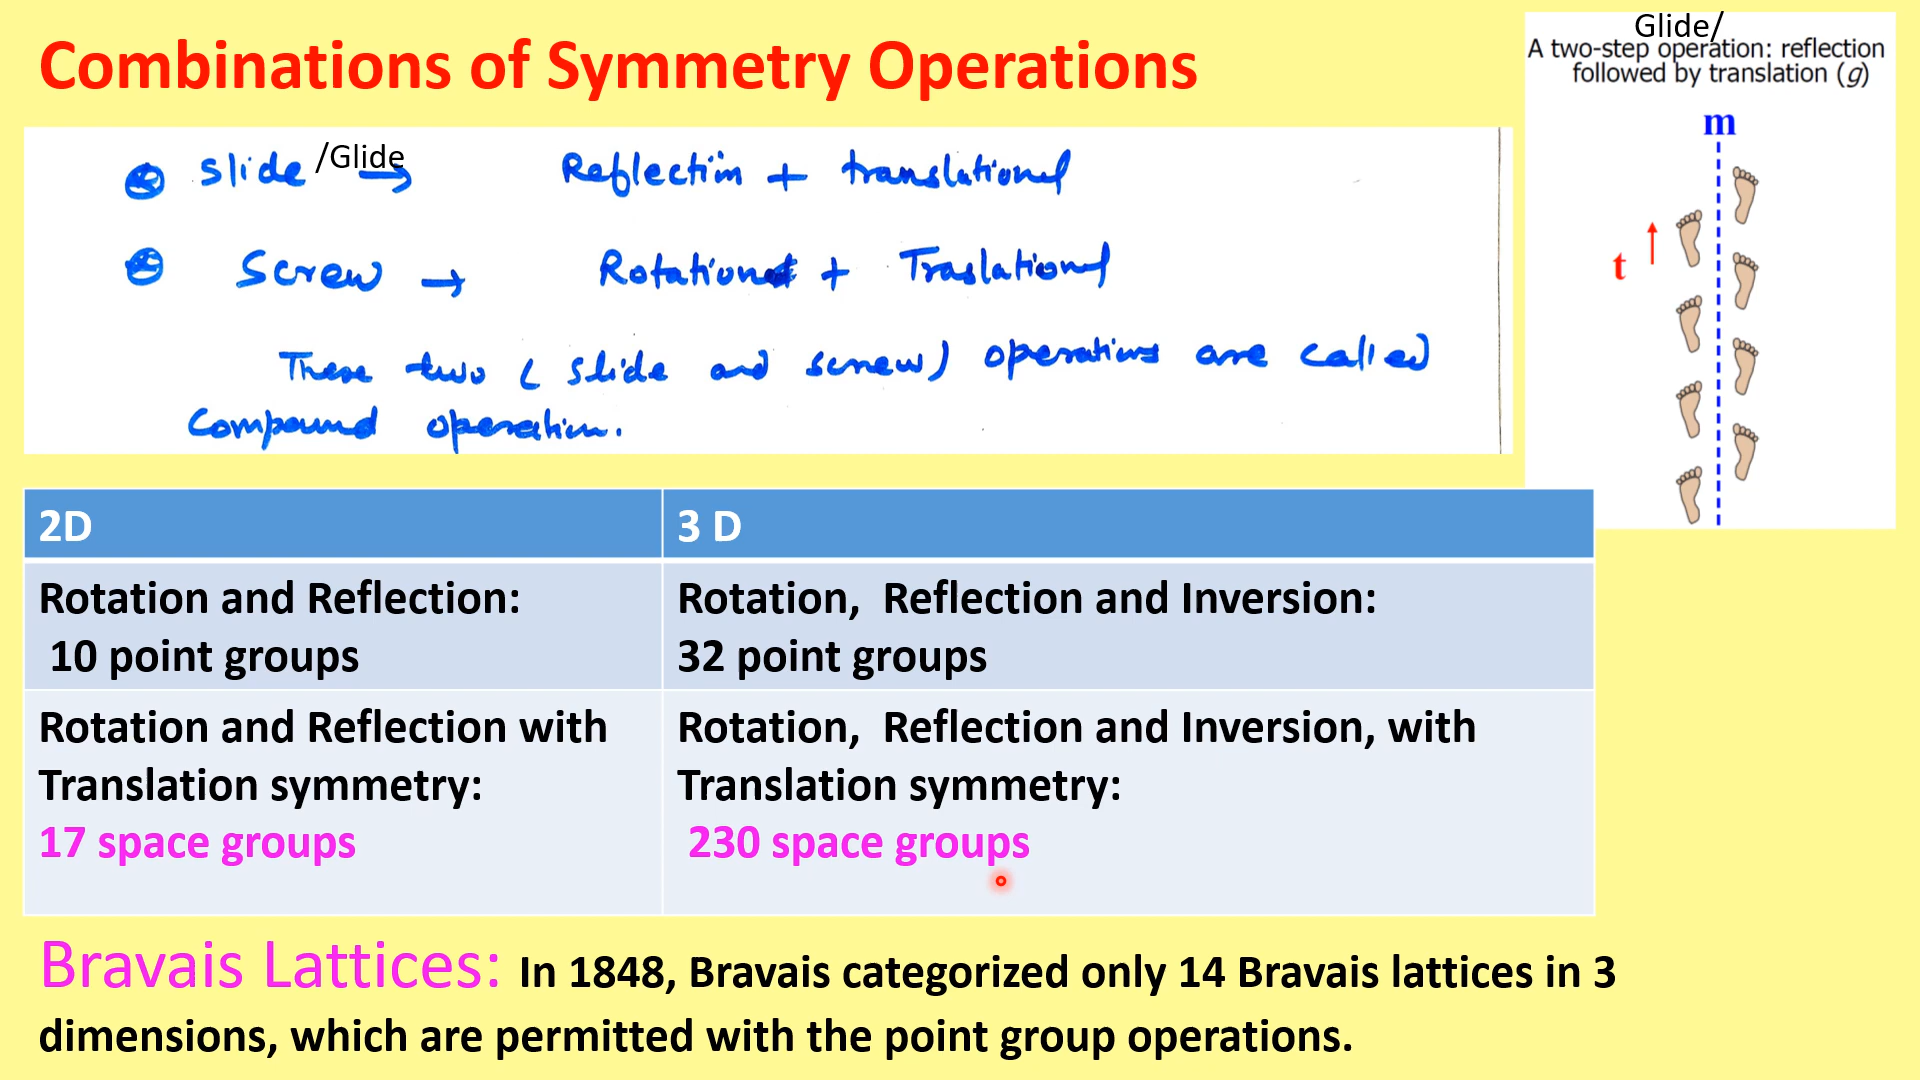 Combinations of Symmetry Operations
slide /Glide → Reflection + translational
Screw → Rotational + Traslational
These two ( slide and screw) operations are called
Compound operation.
Glide/
A two-step operation: reflection
followed by translation (g)
m
t
2D
3 D
Rotation and Reflection:
10 point groups
Rotation, Reflection and Inversion:
32 point groups
Rotation and Reflection with
Translation symmetry:
17 space groups
Rotation, Reflection and Inversion, with
Translation symmetry:
230 space groups
Bravais Lattices: In 1848, Bravais categorized only 14 Bravais lattices in 3
dimensions, which are permitted with the point group operations.